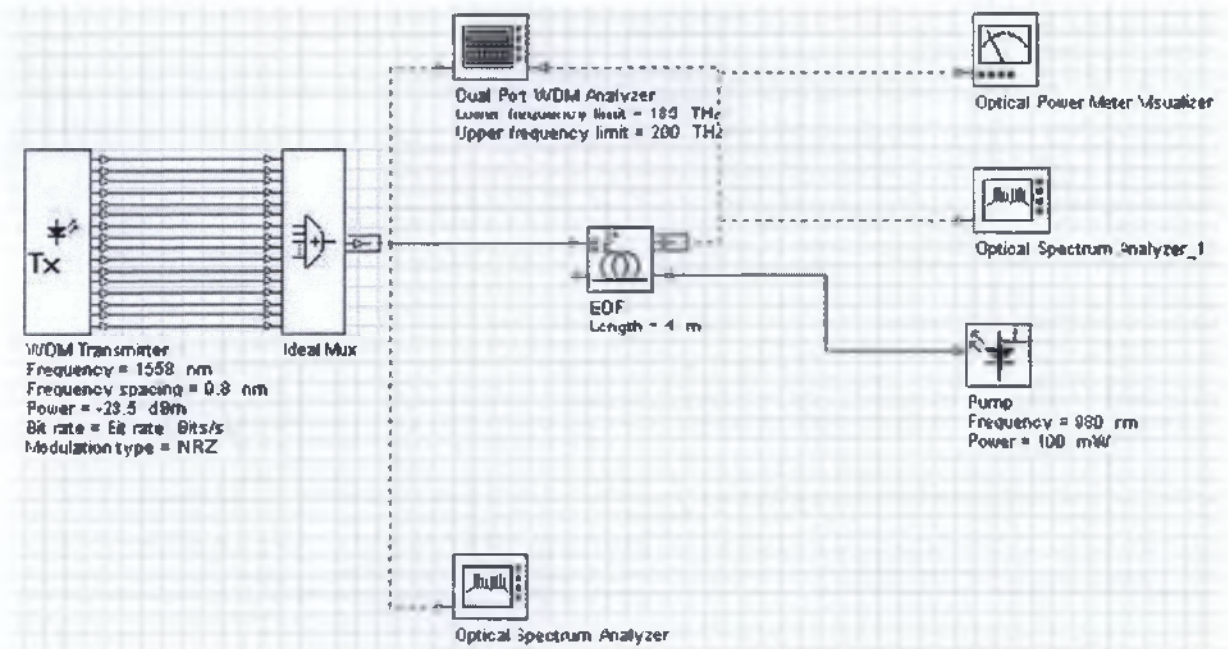 Dual Port WDM Analyzer
Lower frequency limit = 185 THz
Upper frequency limit = 200 THz
Optical Power Meter Visualizer
Optical Spectrum Analyzer_1
Tx
WDM Transmitter
Frequency = 1558 nm
Frequency spacing = 0.8 nm
Power = -23.5 dBm
Bit rate = Bit rate Bits/s
Modulation type = NRZ
Ideal Mux
EDF
Length = 4 m
Pump
Frequency = 980 nm
Power = 100 mW
Optical Spectrum Analyzer